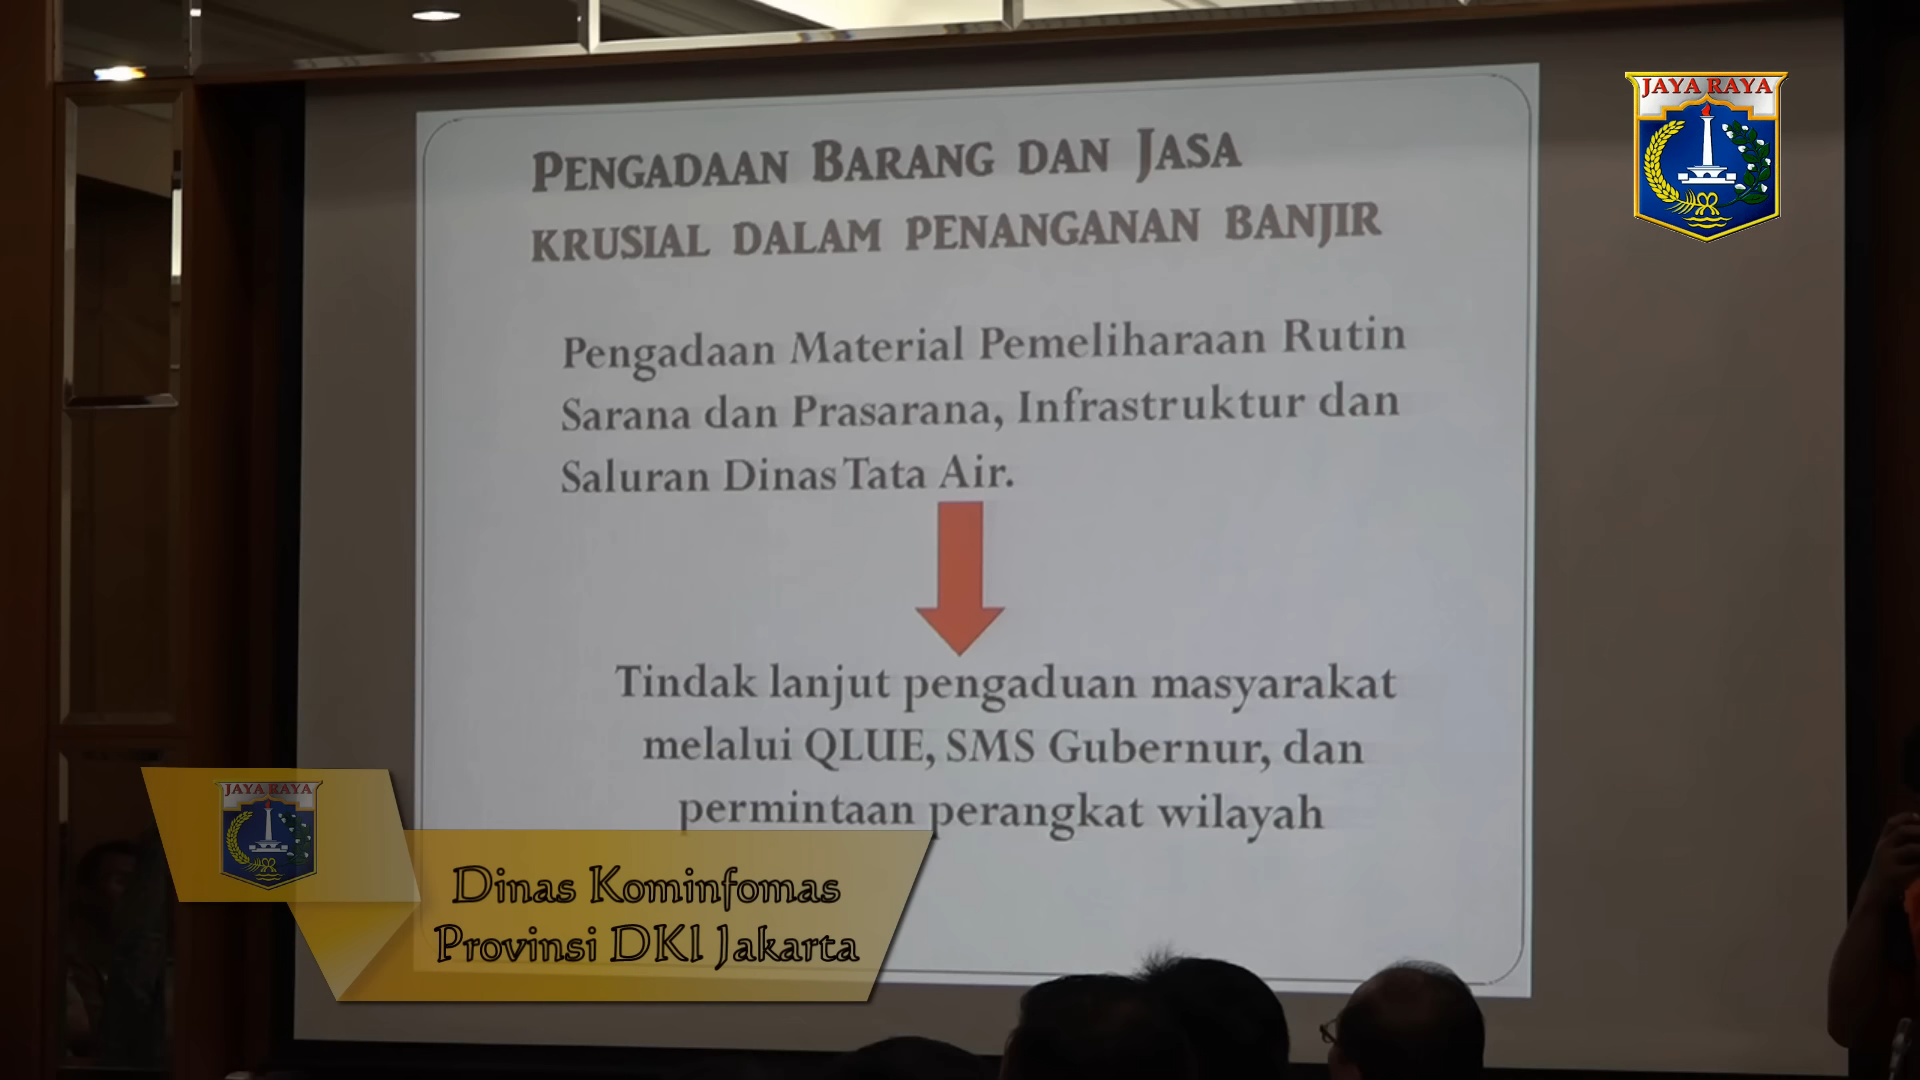 JAYA RAYA
PENGADAAN BARANG DAN JASA
KRUSIAL DALAM PENANGANAN BANJIR
Pengadaan Material Pemeliharaan Rutin
Sarana dan Prasarana, Infrastruktur dan
Saluran Dinas Tata Air.
Tindak lanjut pengaduan masyarakat
melalui QLUE, SMS Gubernur, dan
permintaan perangkat wilayah
JAYA RAYA
Dinas Kominfomas
Provinsi DKI Jakarta